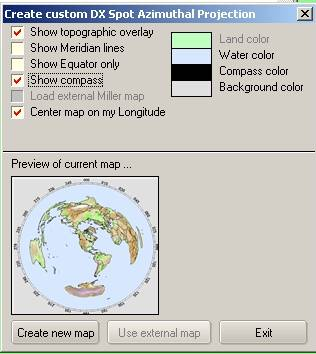 Create custom DX Spot Azimuthal Projection
Show topographic overlay
Show Meridian lines
Show Equator only
Show compass
Load external Miller map
Center map on my Longitude
Land color
Water color
Compass color
Background color
Preview of current map ...
Create new map
Use external map
Exit